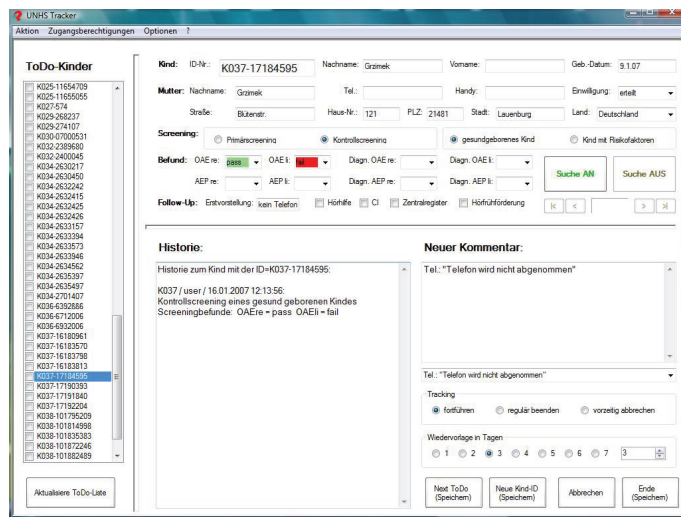 UNHS Tracker
Aktion Zugangsberechtigungen Optionen ?
ToDo-Kinder
K025-11654709
K025-11655055
K027-574
K029-268237
K029-274107
K030-07000531
K032-2389680
K032-2400045
K034-2630217
K034-2630450
K034-2632242
K034-2632415
K034-2632425
K034-2632426
K034-2633157
K034-2633394
K034-2633573
K034-2633946
K034-2634562
K034-2635397
K034-2635497
K034-2701407
K036-6392886
K036-6712006
K036-6932006
K037-16180961
K037-16183570
K037-16183798
K037-16183813
K037-17184595
K037-17190393
K037-17191840
K037-17192204
K038-101795209
K038-101814998
K038-101835383
K038-101872246
K038-101882489
Aktualisiere ToDo-Liste
Kind: ID-Nr.: K037-17184595 Nachname: Grzimek Vorname: Geb.-Datum: 9.1.07
Mutter: Nachname: Grzimek Tel.: Handy: Einwilligung: erteilt
Straße: Blütenstr. Haus-Nr.: 121 PLZ: 21481 Stadt: Lauenburg Land: Deutschland
Screening: Primärscreening Kontrollscreening gesundgeborenes Kind Kind mit Risikofaktoren
Befund: OAE re: pass OAE li: fail Diagn. OAE re: Diagn. OAE li:
AEP re: AEP li: Diagn. AEP re: Diagn. AEP li:
Suche AN Suche AUS
Follow-Up: Erstvorstellung: kein Telefon Hörhilfe CI Zentralregister Hörfrühförderung
|< < > >|
Historie:
Historie zum Kind mit der ID=K037-17184595:
K037 / user / 16.01.2007 12:13:56:
Kontrollscreening eines gesund geborenen Kindes
Screeningbefunde: OAEre = pass OAEli = fail
Neuer Kommentar:
Tel.: "Telefon wird nicht abgenommen"
Tel.: "Telefon wird nicht abgenommen"
Tracking
fortführen regulär beenden vorzeitig abbrechen
Wiedervorlage in Tagen
1 2 3 4 5 6 7 3
Next ToDo
(Speichern)
Neue Kind-ID
(Speichern)
Abbrechen
Ende
(Speichern)